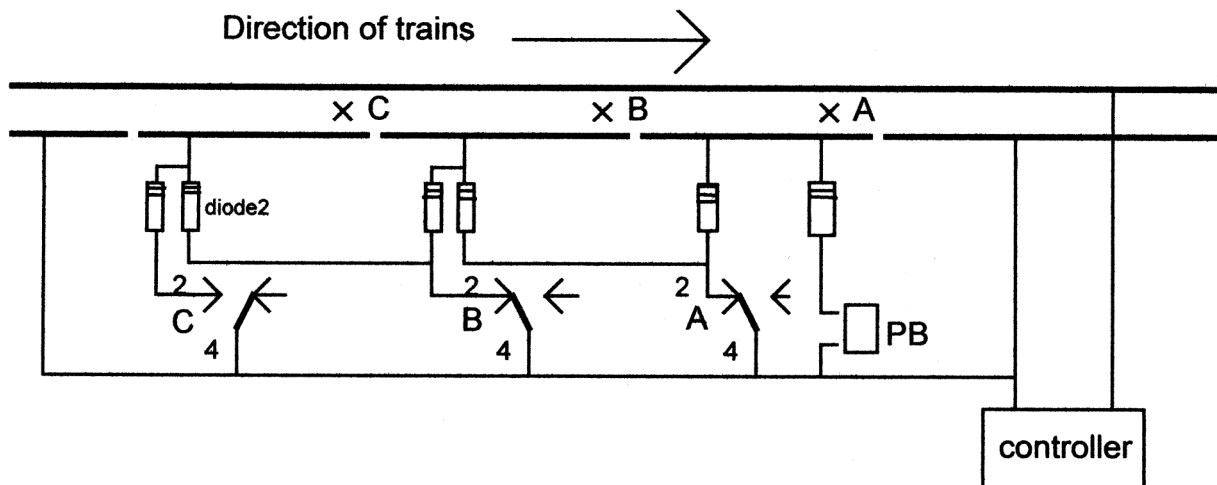 Direction of trains
× C × B × A
diode2
2 2 2
C B A PB
4 4 4
controller